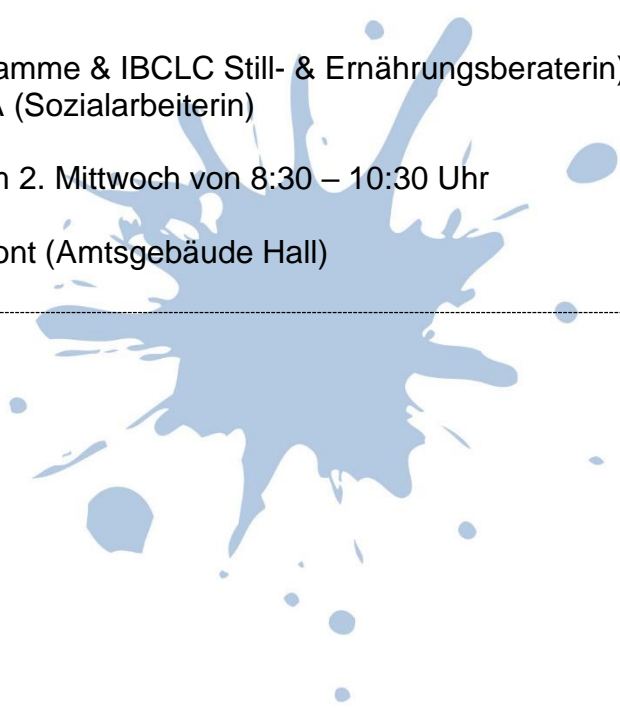 amme & IBCLC Still- & Ernährungsberaterin)
(Sozialarbeiterin)
2. Mittwoch von 8:30 – 10:30 Uhr
ont (Amtsgebäude Hall)